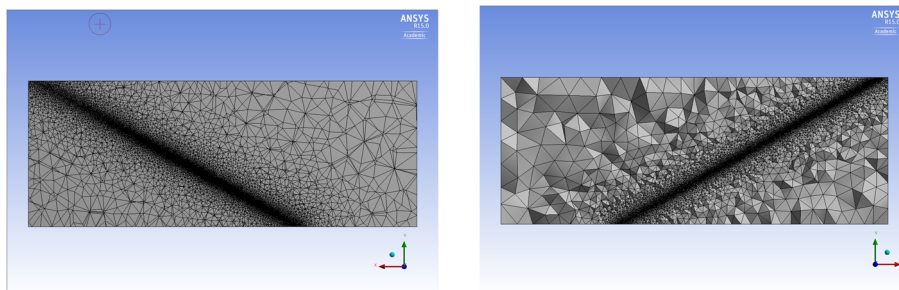 ANSYS
R15.0
Academic
Y
X
ANSYS
R15.0
Academic
Y